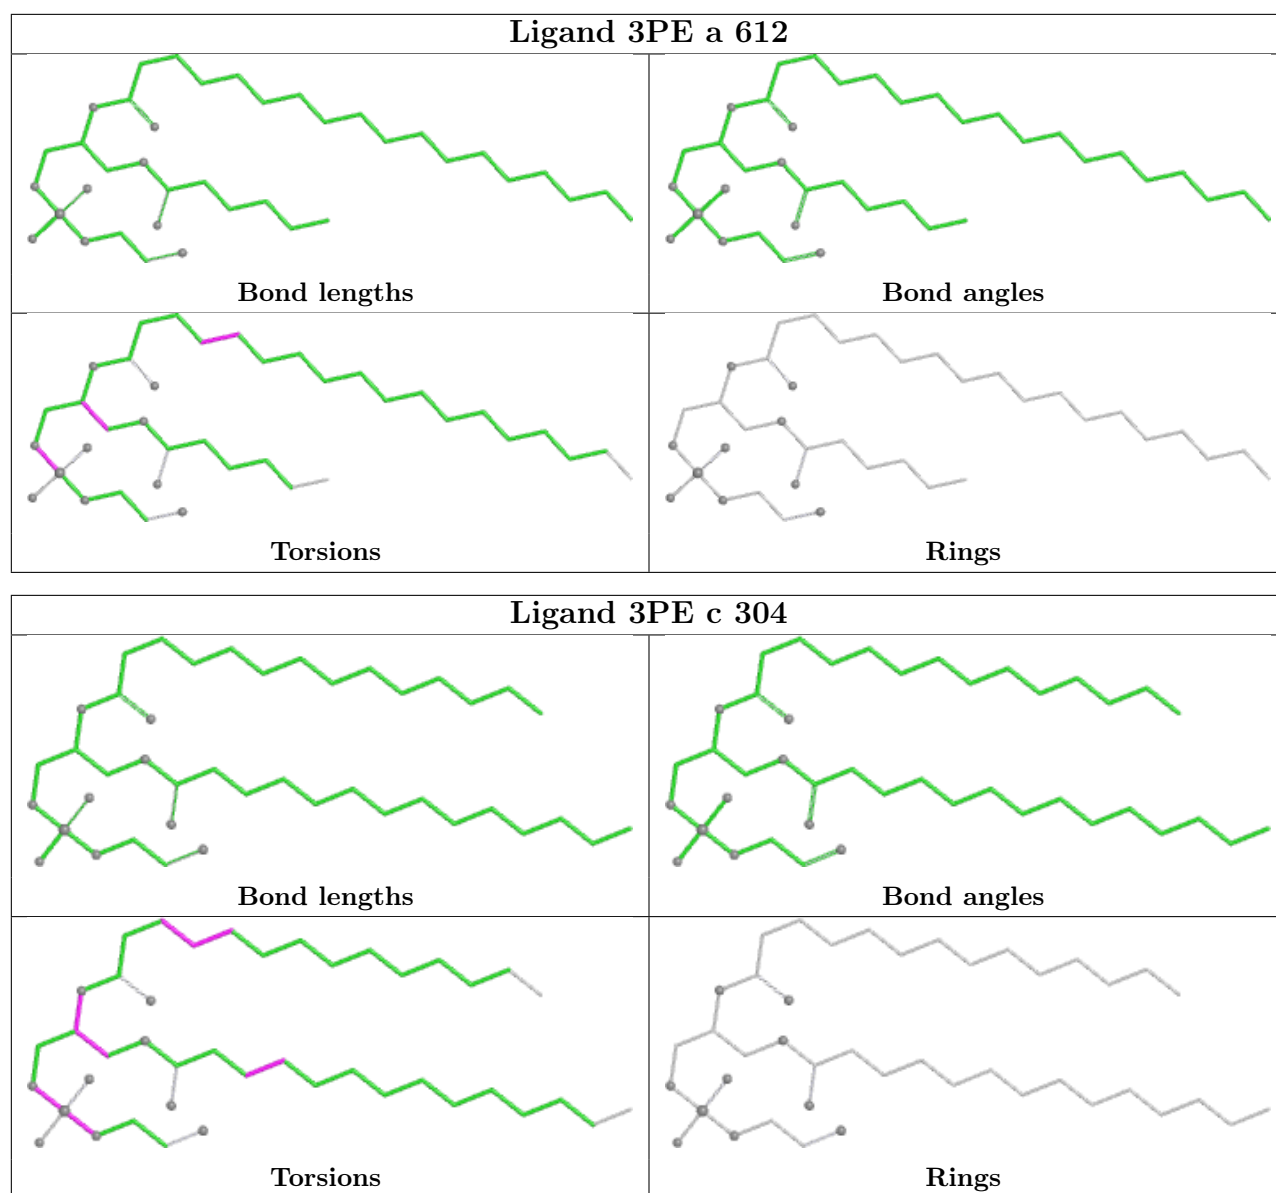 Ligand 3PE a 612
Bond lengths
Bond angles
Torsions
Rings
Ligand 3PE c 304
Bond lengths
Bond angles
Torsions
Rings